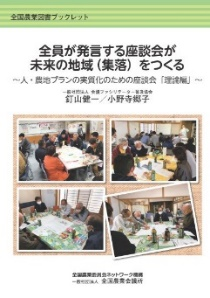 全国農業図書ブックレット
全員が発言する座談会が
未来の地域(集落)をつくる
～人・農地プランの実質化のための座談会「理論編」～
一般社団法人 会議ファシリテーター普及協会
釘山健一／小野寺郷子
全国農業委員会ネットワーク機構
一般社団法人 全国農業会議所